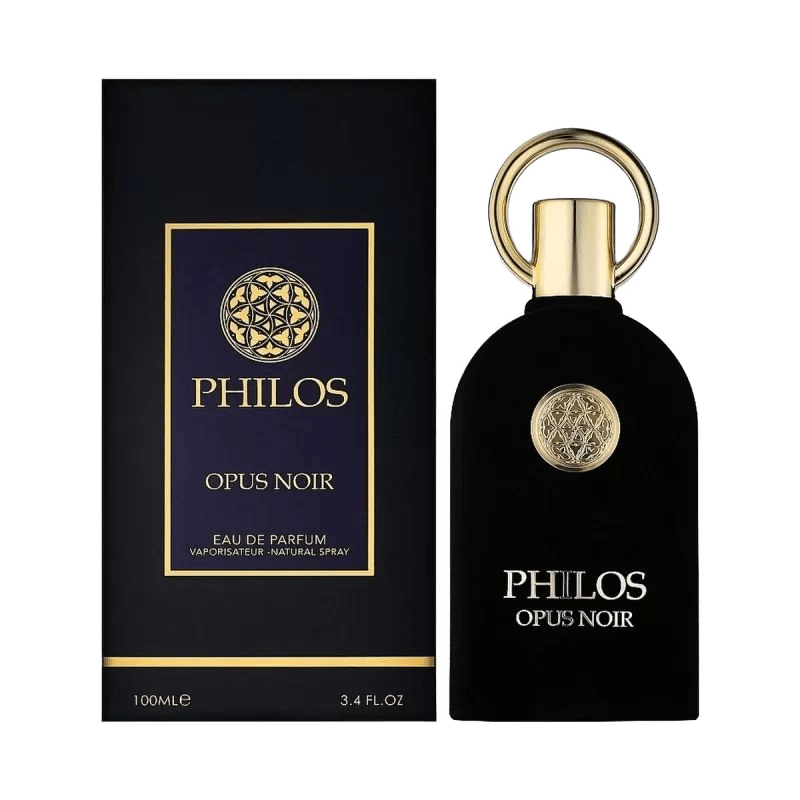 PHILOS
OPUS NOIR
EAU DE PARFUM
VAPORISATEUR -NATURAL SPRAY
100MLe
3.4 FL.OZ
PHILOS
OPUS NOIR